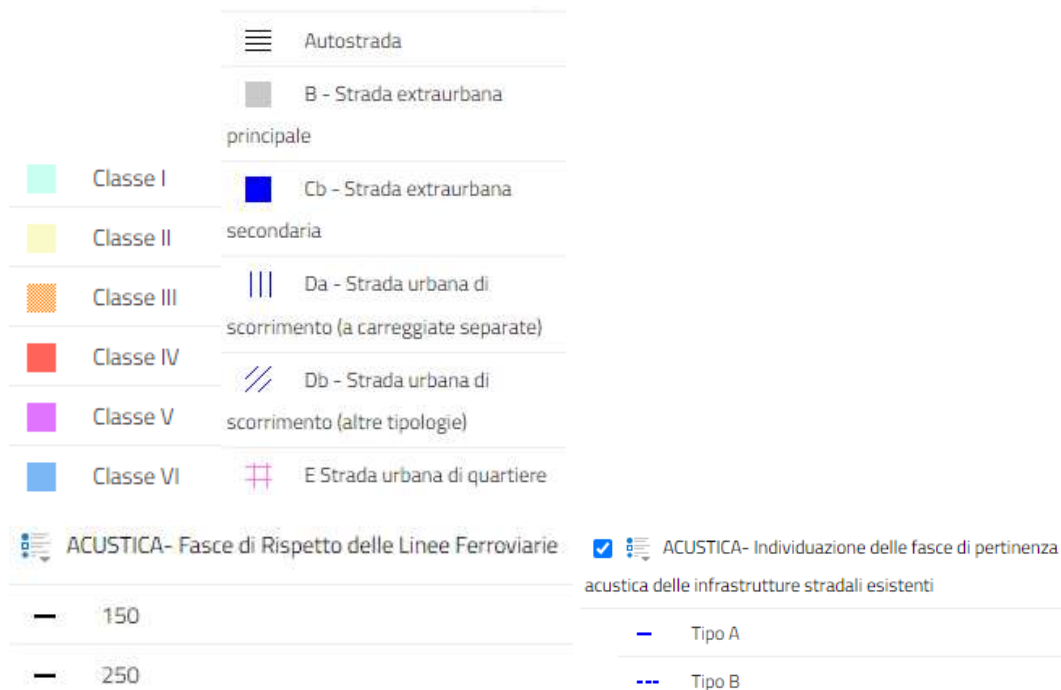 Autostrada
B - Strada extraurbana
principale
Cb - Strada extraurbana
secondaria
Da - Strada urbana di
scorrimento (a carreggiate separate)
Db - Strada urbana di
scorrimento (altre tipologie)
E Strada urbana di quartiere
Classe I
Classe II
Classe III
Classe IV
Classe V
Classe VI
ACUSTICA- Fasce di Rispetto delle Linee Ferroviarie
150
250
ACUSTICA- Individuazione delle fasce di pertinenza
acustica delle infrastrutture stradali esistenti
Tipo A
Tipo B